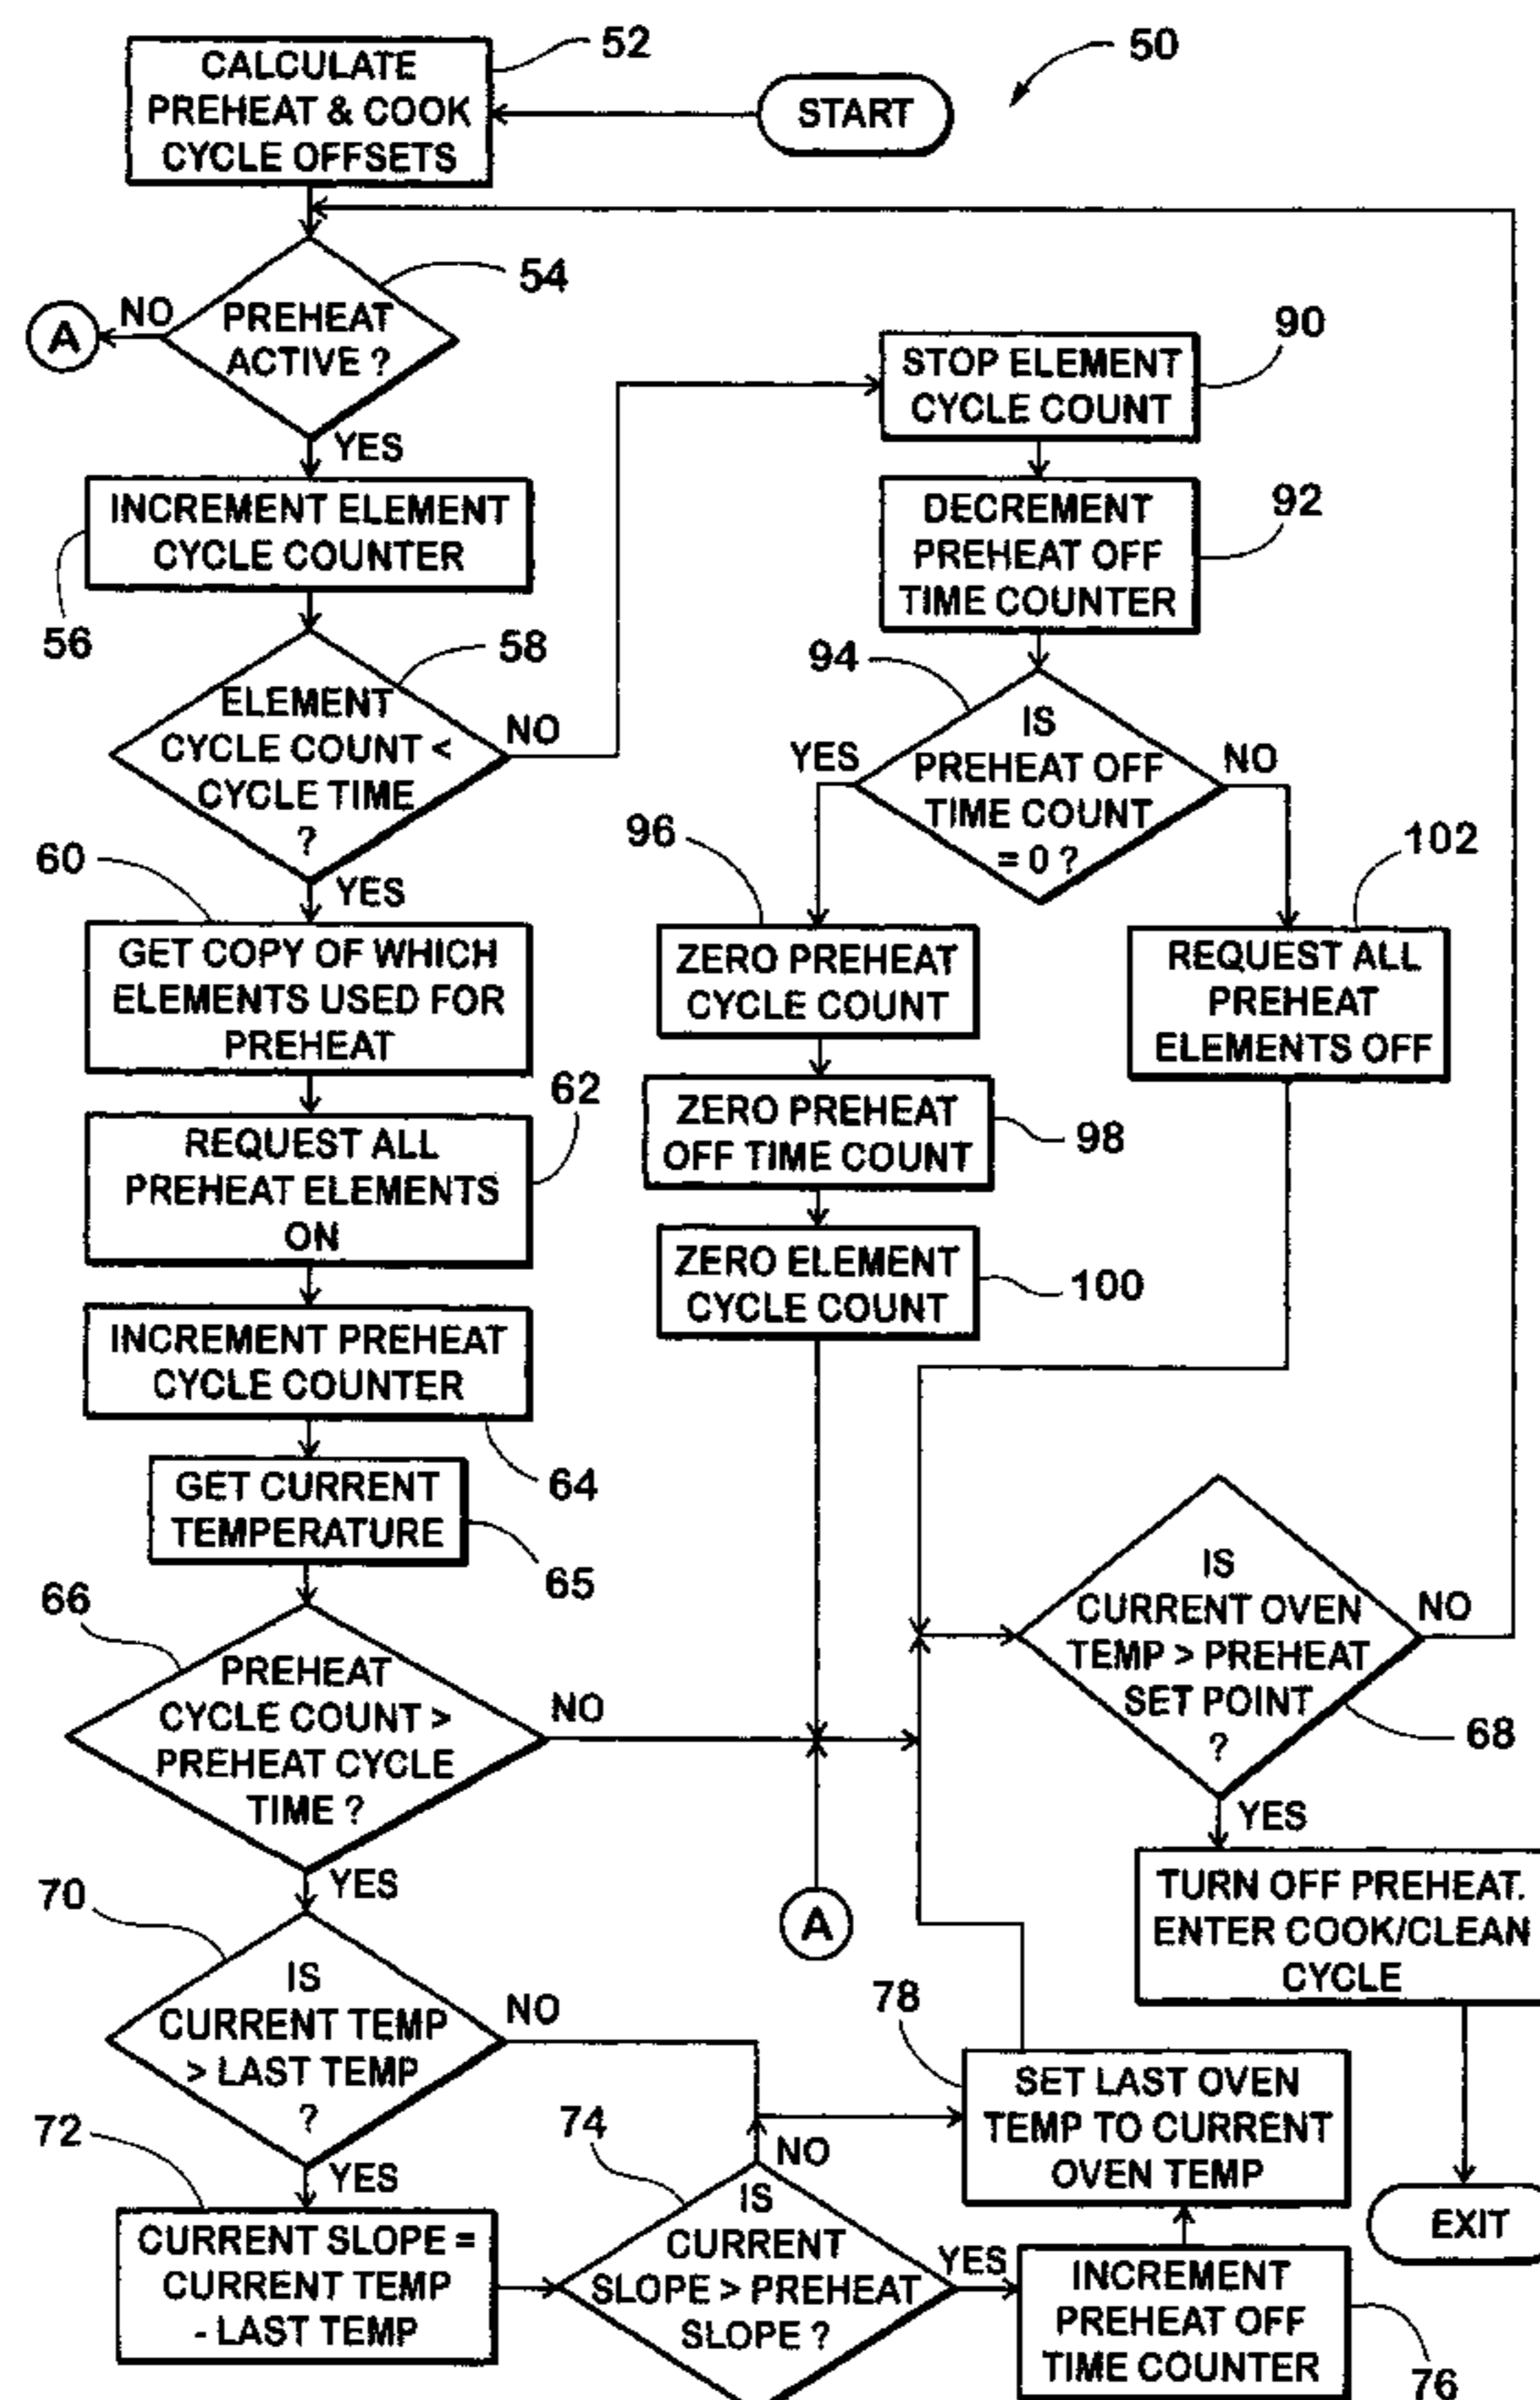 CALCULATE
PREHEAT & COOK
CYCLE OFFSETS
52
START
50
54
PREHEAT
ACTIVE ?
NO
A
YES
INCREMENT ELEMENT
CYCLE COUNTER
56
58
ELEMENT
CYCLE COUNT <
CYCLE TIME
?
NO
YES
60
GET COPY OF WHICH
ELEMENTS USED FOR
PREHEAT
62
REQUEST ALL
PREHEAT ELEMENTS
ON
INCREMENT PREHEAT
CYCLE COUNTER
64
GET CURRENT
TEMPERATURE
65
66
PREHEAT
CYCLE COUNT >
PREHEAT CYCLE
TIME ?
NO
YES
70
IS
CURRENT TEMP
> LAST TEMP
?
NO
YES
72
CURRENT SLOPE =
CURRENT TEMP
- LAST TEMP
74
NO
IS
CURRENT
SLOPE > PREHEAT
SLOPE ?
YES
INCREMENT
PREHEAT OFF
TIME COUNTER
76
78
SET LAST OVEN
TEMP TO CURRENT
OVEN TEMP
90
STOP ELEMENT
CYCLE COUNT
92
DECREMENT
PREHEAT OFF
TIME COUNTER
94
IS
PREHEAT OFF
TIME COUNT
= 0 ?
YES
NO
96
ZERO PREHEAT
CYCLE COUNT
ZERO PREHEAT
OFF TIME COUNT
98
ZERO ELEMENT
CYCLE COUNT
100
102
REQUEST ALL
PREHEAT
ELEMENTS OFF
A
IS
CURRENT OVEN
TEMP > PREHEAT
SET POINT
?
NO
68
YES
TURN OFF PREHEAT.
ENTER COOK/CLEAN
CYCLE
EXIT